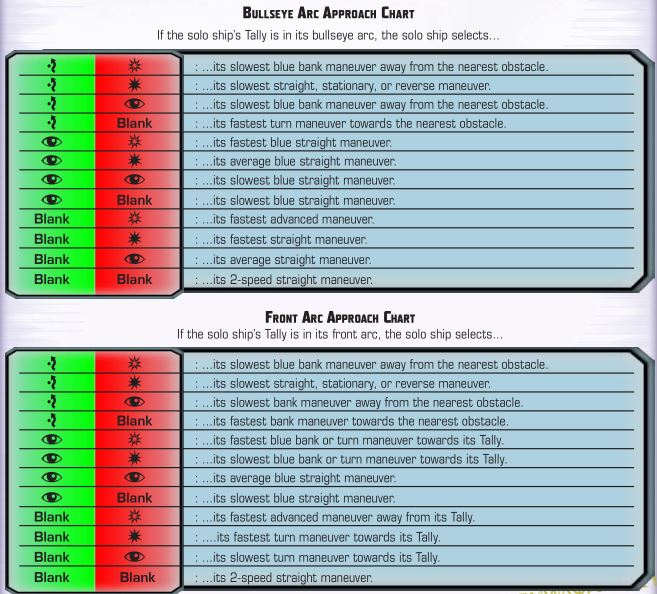 Bullseye Arc Approach Chart
If the solo ship's Tally is in its bullseye arc, the solo ship selects...
: ...its slowest blue bank maneuver away from the nearest obstacle.
: ...its slowest straight, stationary, or reverse maneuver.
: ...its slowest blue bank maneuver away from the nearest obstacle.
Blank : ...its fastest turn maneuver towards the nearest obstacle.
: ...its fastest blue straight maneuver.
: ...its average blue straight maneuver.
: ...its slowest blue straight maneuver.
Blank : ...its slowest blue straight maneuver.
Blank : ...its fastest advanced maneuver.
Blank : ...its fastest straight maneuver.
Blank : ...its average straight maneuver.
Blank Blank : ...its 2-speed straight maneuver.
Front Arc Approach Chart
If the solo ship's Tally is in its front arc, the solo ship selects...
: ...its slowest blue bank maneuver away from the nearest obstacle.
: ...its slowest straight, stationary, or reverse maneuver.
: ...its slowest bank maneuver away from the nearest obstacle.
Blank : ...its fastest bank maneuver towards the nearest obstacle.
: ...its fastest blue bank or turn maneuver towards its Tally.
: ...its slowest blue bank or turn maneuver towards its Tally.
: ...its average blue straight maneuver.
Blank : ...its slowest blue straight maneuver.
Blank : ...its fastest advanced maneuver away from its Tally.
Blank : ....its fastest turn maneuver towards its Tally.
Blank : ...its slowest turn maneuver towards its Tally.
Blank Blank : ...its 2-speed straight maneuver.